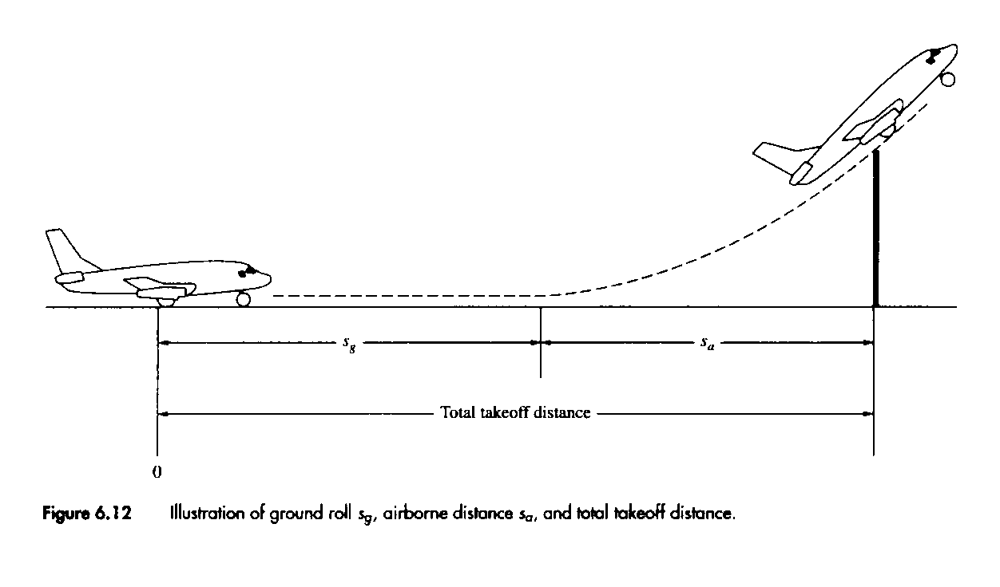 s_g s_a
Total takeoff distance
0
Figure 6.12 Illustration of ground roll s_g, airborne distance s_a, and total takeoff distance.